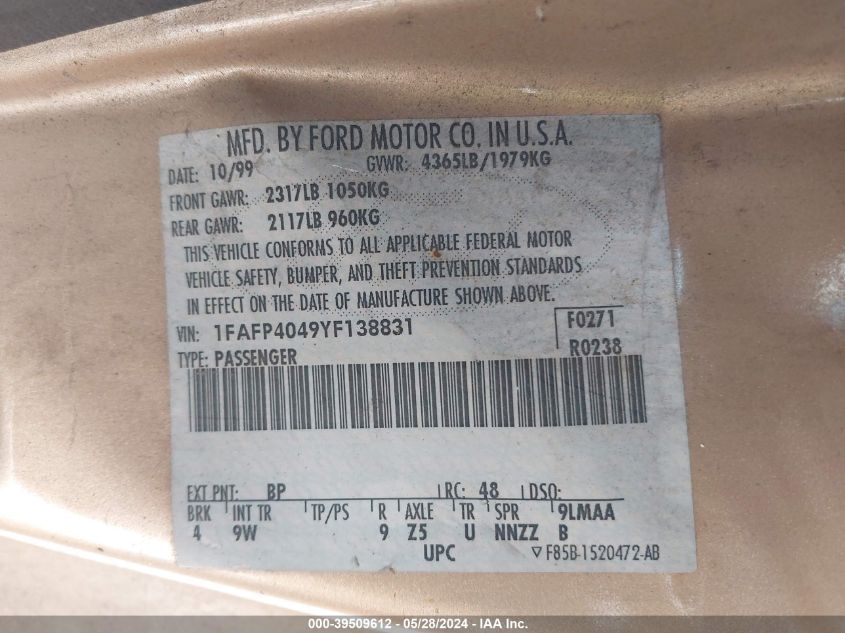 MFD. BY FORD MOTOR CO. IN U.S.A.
DATE: 10/99 GVWR: 4365LB/1979KG
FRONT GAWR: 2317LB 1050KG
REAR GAWR: 2117LB 960KG
THIS VEHICLE CONFORMS TO ALL APPLICABLE FEDERAL MOTOR
VEHICLE SAFETY, BUMPER, AND THEFT PREVENTION STANDARDS
IN EFFECT ON THE DATE OF MANUFACTURE SHOWN ABOVE.
VIN: 1FAFP4049YF138831 F0271
TYPE: PASSENGER R0238
EXT PNT: BP RC: 48 DSO:
BRK INT TR TP/PS R AXLE TR SPR 9LMAA
4 9W 9 Z5 U NNZZ B
UPC ▽F85B-1520472-AB
000-39509612 - 05/28/2024 - IAA Inc.